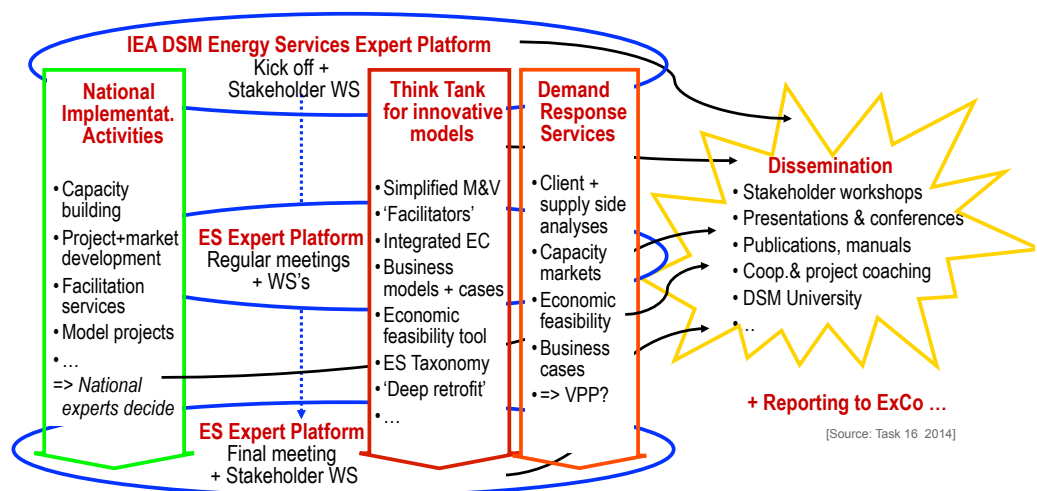 IEA DSM Energy Services Expert Platform
Kick off +
Stakeholder WS
National
Implementat.
Activities
• Capacity
building
• Project+market
development
• Facilitation
services
• Model projects
• …
=> National
experts decide
ES Expert Platform
Regular meetings
+ WS's
ES Expert Platform
Final meeting
+ Stakeholder WS
Think Tank
for innovative
models
• Simplified M&V
• ‘Facilitators’
• Integrated EC
• Business
models + cases
• Economic
feasibility tool
• ES Taxonomy
• ‘Deep retrofit’
• …
Demand
Response
Services
• Client +
supply side
analyses
• Capacity
markets
• Economic
feasibility
• Business
cases
• => VPP?
Dissemination
• Stakeholder workshops
• Presentations & conferences
• Publications, manuals
• Coop.& project coaching
• DSM University
• …
+ Reporting to ExCo …
[Source: Task 16 2014]